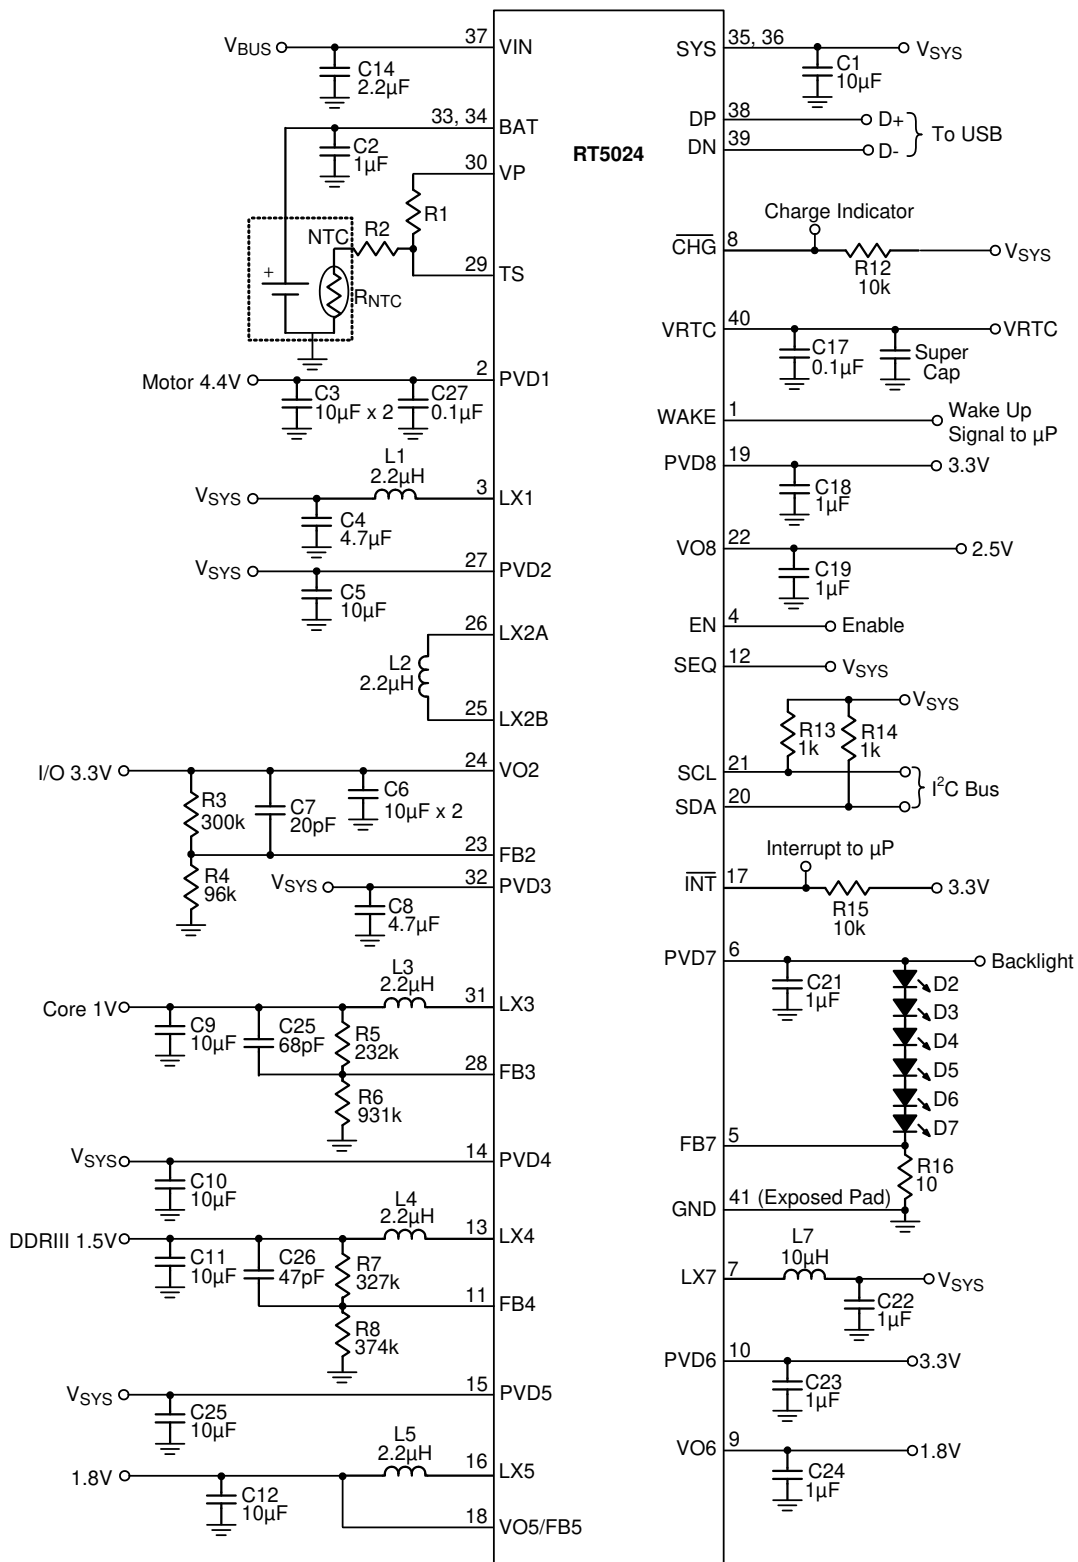 RT5024
VBUS
37
VIN
C14
2.2µF
33, 34
BAT
C2
1µF
30
VP
R1
NTC
R2
29
TS
+
RNTC
Motor 4.4V
2
PVD1
C3
10µF x 2
C27
0.1µF
L1
2.2µH
VSYS
3
LX1
C4
4.7µF
VSYS
27
PVD2
C5
10µF
26
LX2A
L2
2.2µH
25
LX2B
I/O 3.3V
24
VO2
R3
300k
C7
20pF
C6
10µF x 2
23
FB2
R4
96k
VSYS
32
PVD3
C8
4.7µF
L3
2.2µH
Core 1V
31
LX3
C9
10µF
C25
68pF
R5
232k
28
FB3
R6
931k
VSYS
14
PVD4
C10
10µF
L4
2.2µH
DDRIII 1.5V
13
LX4
C11
10µF
C26
47pF
R7
327k
11
FB4
R8
374k
VSYS
15
PVD5
C25
10µF
L5
2.2µH
1.8V
16
LX5
C12
10µF
18
VO5/FB5
SYS
35, 36
VSYS
C1
10µF
DP
38
D+
DN
39
D-
To USB
Charge Indicator
CHG
8
VSYS
R12
10k
VRTC
40
VRTC
C17
0.1µF
Super
Cap
WAKE
1
Wake Up
Signal to µP
PVD8
19
3.3V
C18
1µF
VO8
22
2.5V
C19
1µF
EN
4
Enable
SEQ
12
VSYS
VSYS
R13
1k
R14
1k
SCL
21
SDA
20
I²C Bus
Interrupt to µP
INT
17
3.3V
R15
10k
PVD7
6
Backlight
C21
1µF
D2
D3
D4
D5
D6
D7
FB7
5
R16
10
GND
41 (Exposed Pad)
L7
10µH
LX7
7
VSYS
C22
1µF
PVD6
10
3.3V
C23
1µF
VO6
9
1.8V
C24
1µF